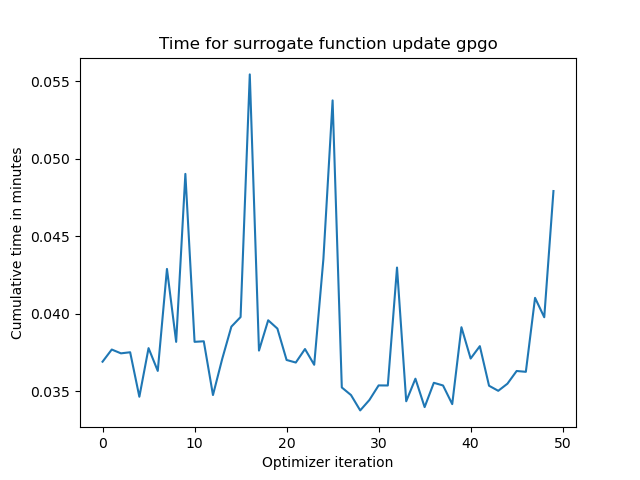 Time for surrogate function update gpgo
Cumulative time in minutes
0.055
0.050
0.045
0.040
0.035
0 10 20 30 40 50
Optimizer iteration